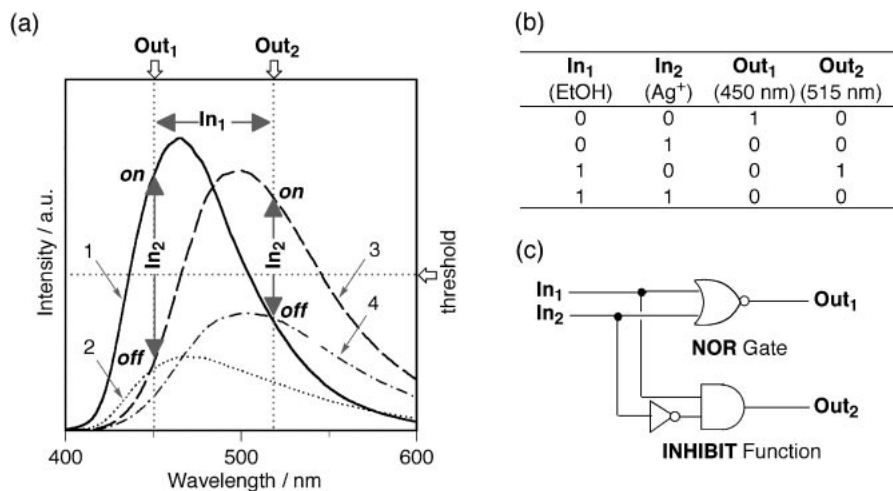 (a)
Out1 Out2
In1
on
on
In2
In2
1
3
4
2
off
off
Intensity / a.u.
threshold
400 500 600
Wavelength / nm
(b)
In1 In2 Out1 Out2
(EtOH) (Ag+) (450 nm) (515 nm)
0 0 1 0
0 1 0 0
1 0 0 1
1 1 0 0
(c)
In1
In2
Out1
NOR Gate
Out2
INHIBIT Function